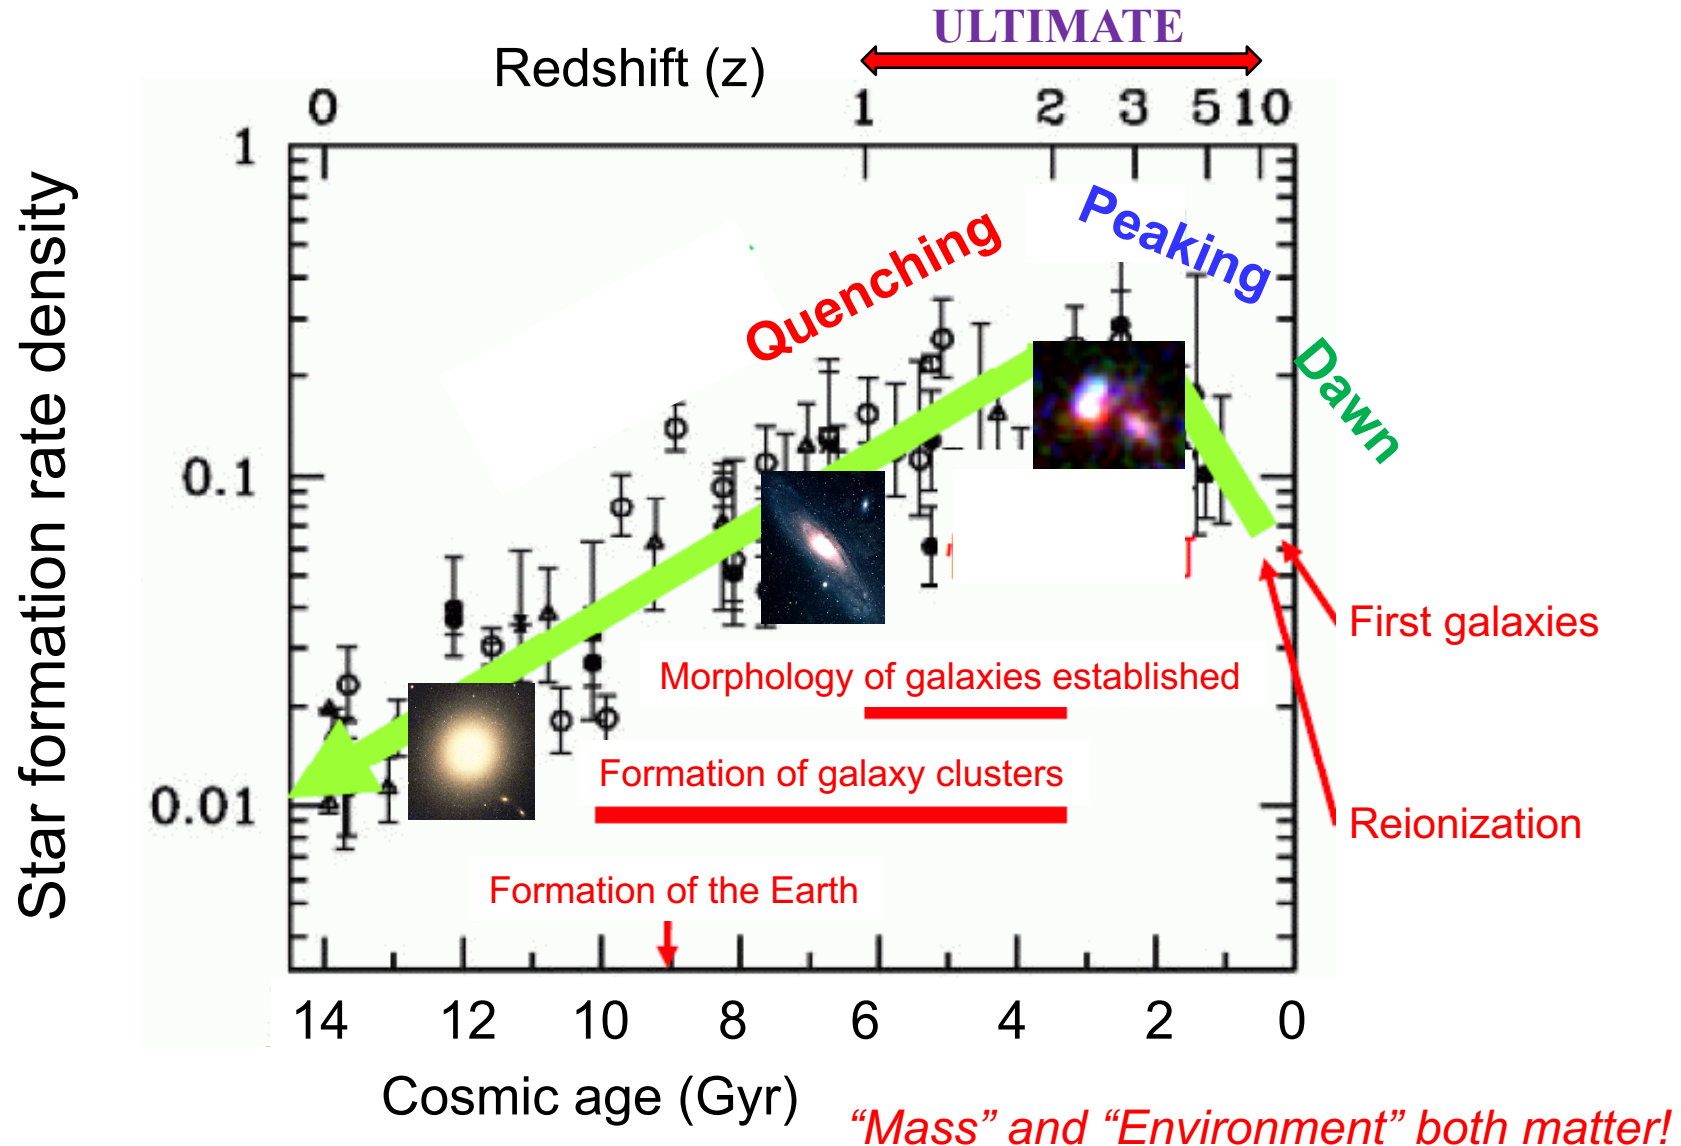 ULTIMATE
Redshift (z)
0 1 2 3 5 10
Star formation rate density
1
0.1
0.01
Quenching
Peaking
Dawn
First galaxies
Morphology of galaxies established
Formation of galaxy clusters
Reionization
Formation of the Earth
14 12 10 8 6 4 2 0
Cosmic age (Gyr)
“Mass” and “Environment” both matter!